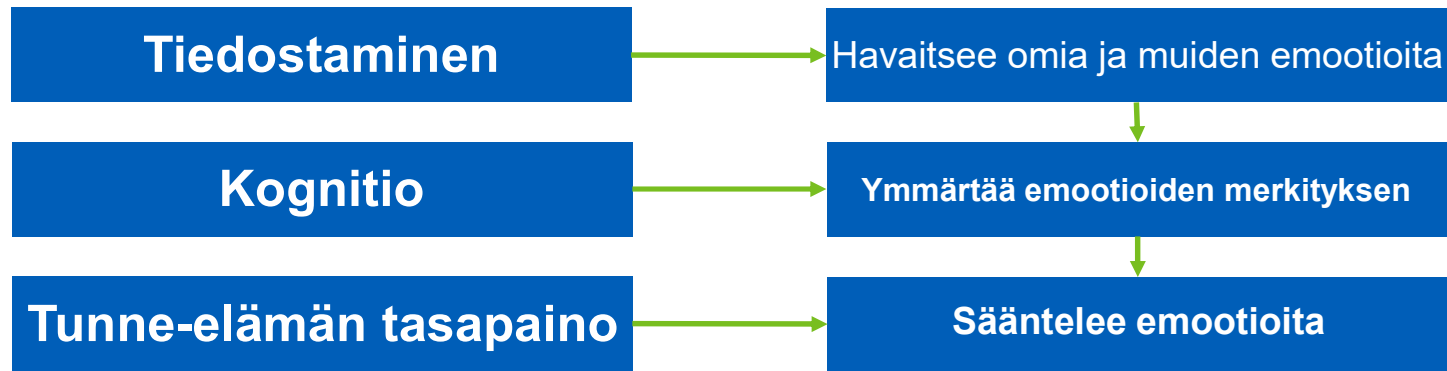 Tiedostaminen
Havaitsee omia ja muiden emootioita
Kognitio
Ymmärtää emootioiden merkityksen
Tunne-elämän tasapaino
Sääntelee emootioita